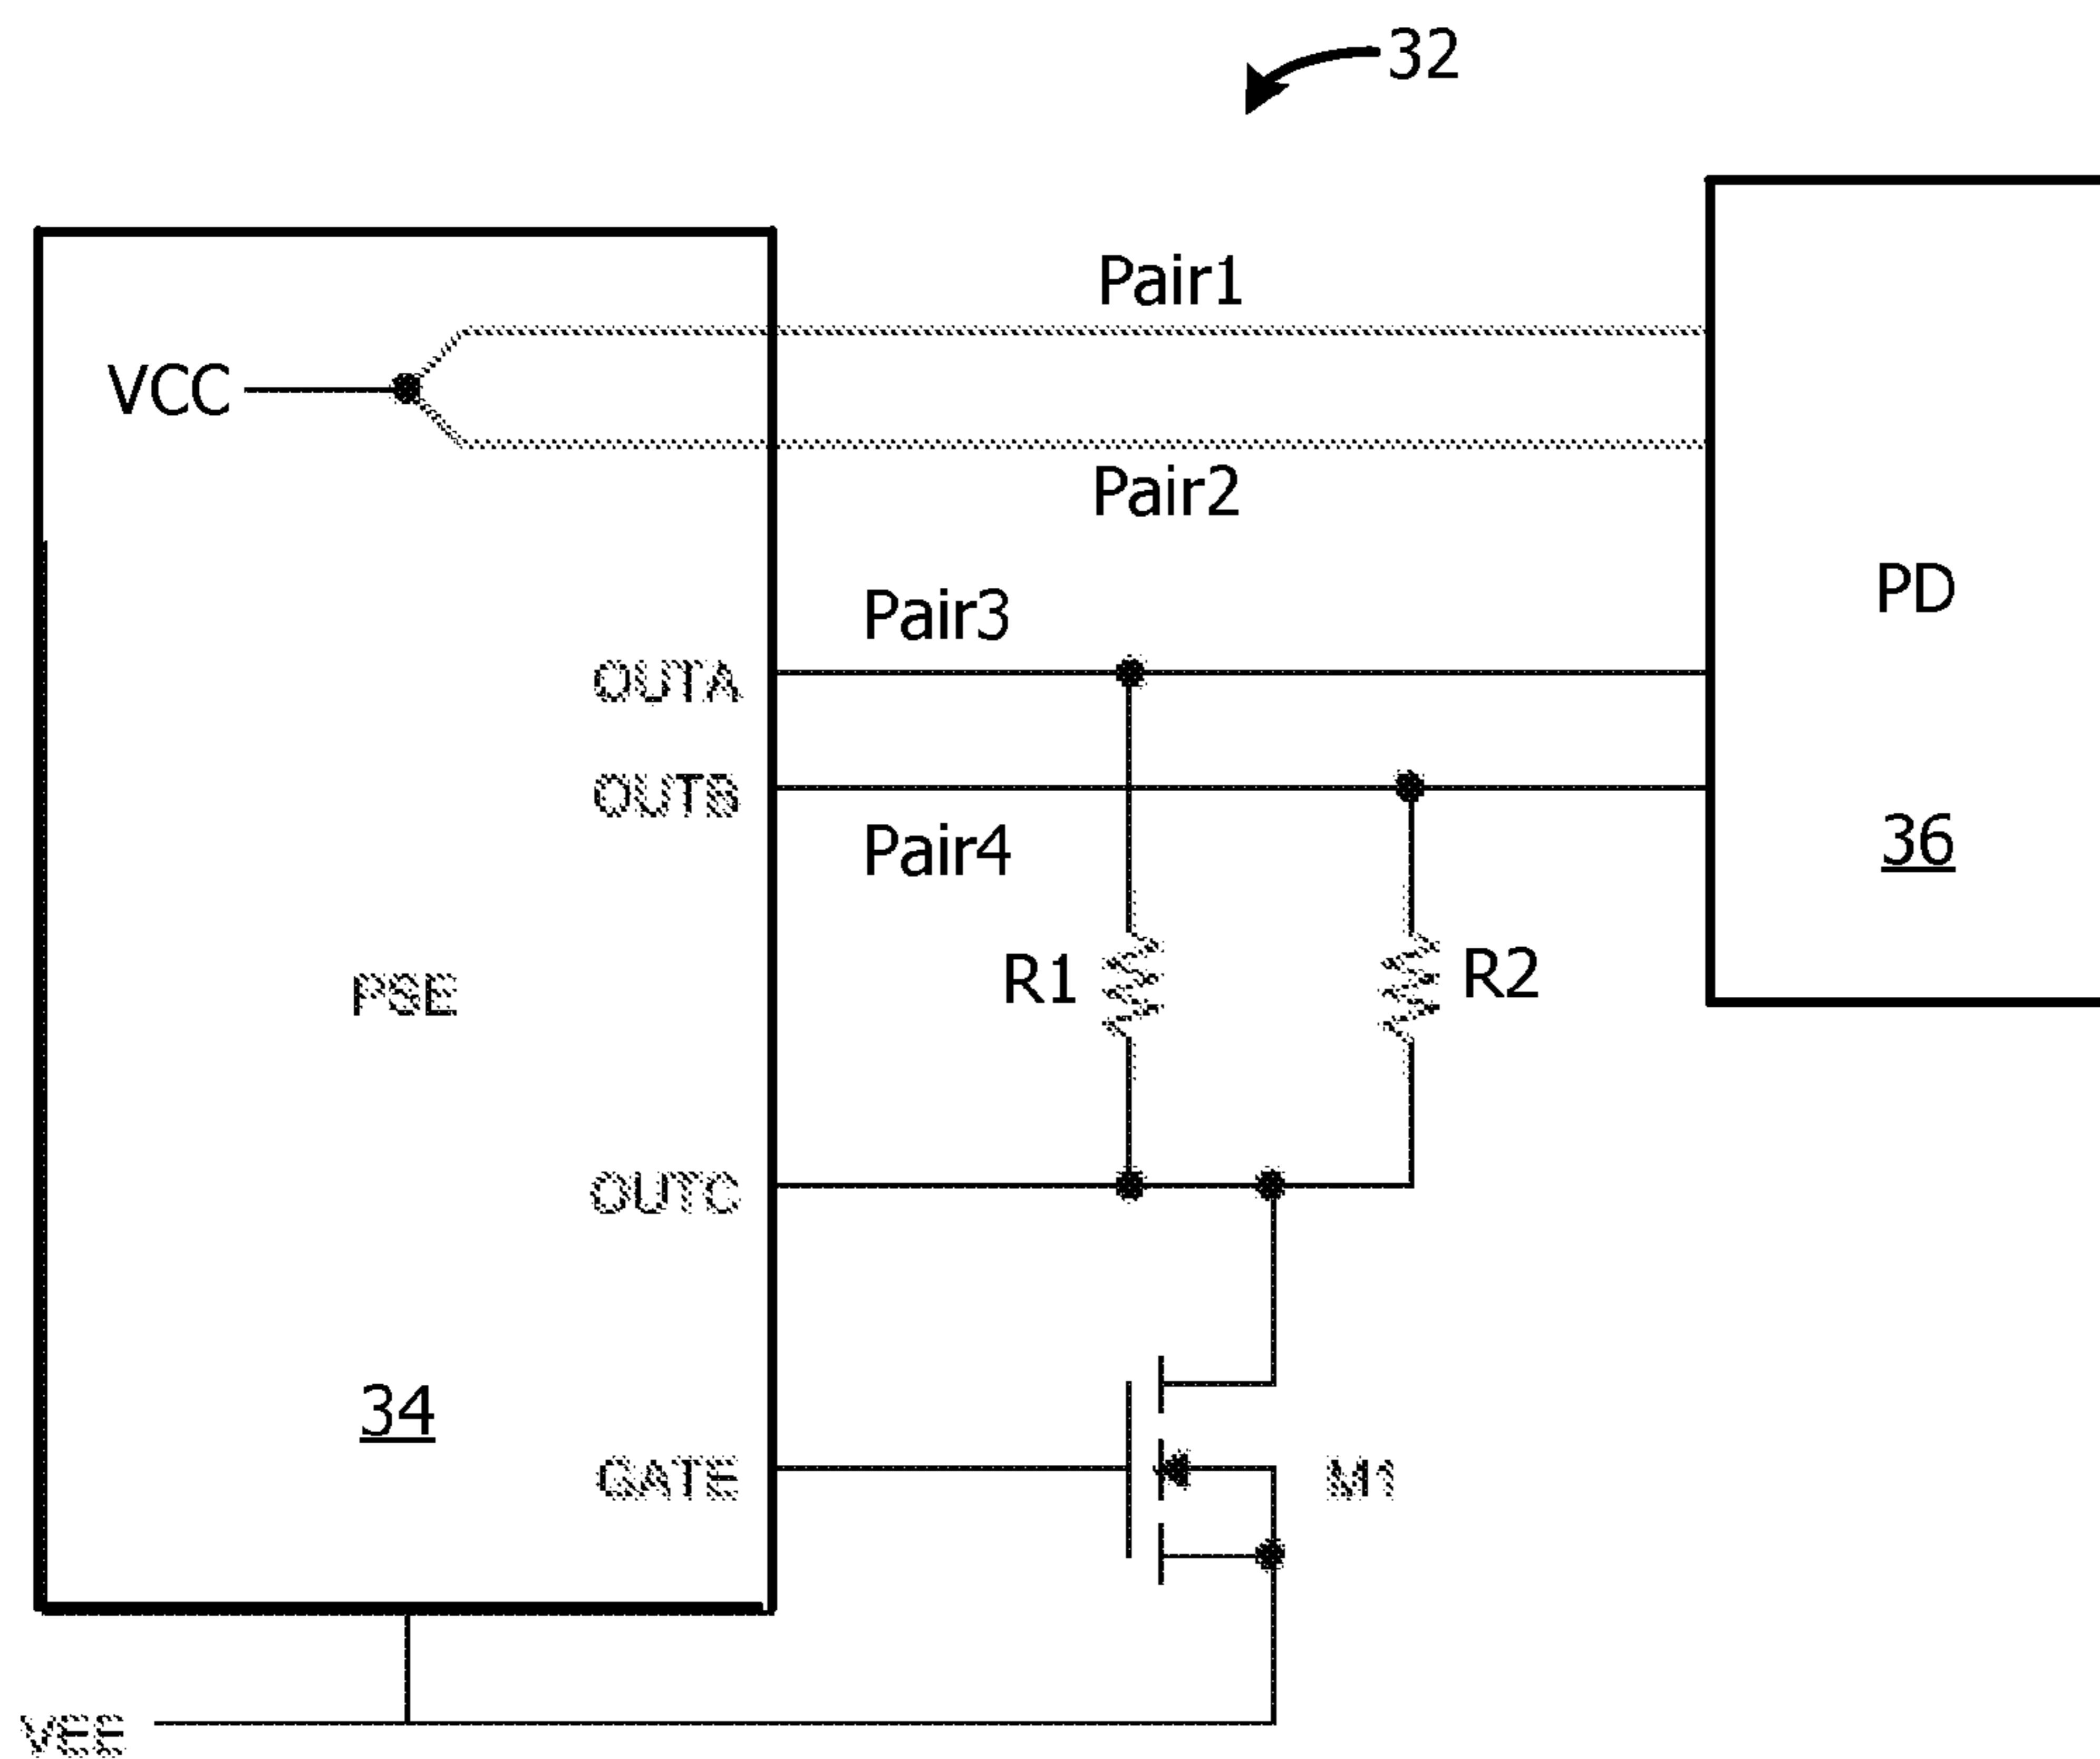 32
Pair1
VCC
Pair2
PD
Pair3
OUTA
OUTB
Pair4
36
R1
R2
PSE
OUTC
34
GATE
M1
VEE